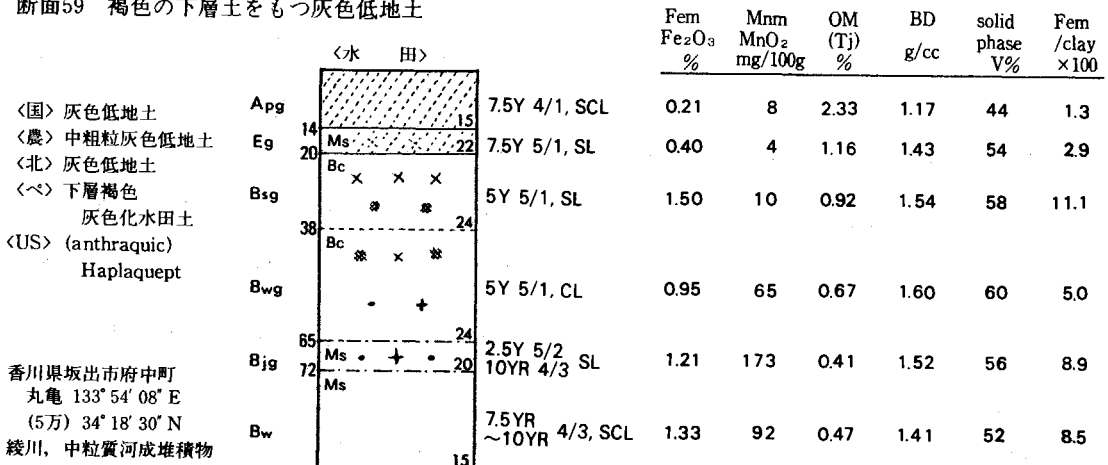 断面59 褐色の下層土をもつ灰色低地土
Fem Mnm OM BD solid Fem
Fe₂O₃ MnO₂ (Tj) phase /clay
% mg/100g % g/cc V% ×100
〈水 田〉
〈国〉灰色低地土
〈農〉中粗粒灰色低地土
〈北〉灰色低地土
〈ペ〉下層褐色
灰色化水田土
〈US〉(anthraquic)
Haplaquept
香川県坂出市府中町
丸亀 133°54′08″E
(5万) 34°18′30″N
綾川,中粒質河成堆積物
Apg 15 7.5Y 4/1, SCL 0.21 8 2.33 1.17 44 1.3
14
Eg Ms 22 7.5Y 5/1, SL 0.40 4 1.16 1.43 54 2.9
20
Bsg Bc 24 5Y 5/1, SL 1.50 10 0.92 1.54 58 11.1
38
Bwg Bc 24 5Y 5/1, CL 0.95 65 0.67 1.60 60 5.0
65
Bjg Ms 20 2.5Y 5/2 10YR 4/3 SL 1.21 173 0.41 1.52 56 8.9
72
Bw Ms 15 7.5YR ~10YR 4/3, SCL 1.33 92 0.47 1.41 52 8.5